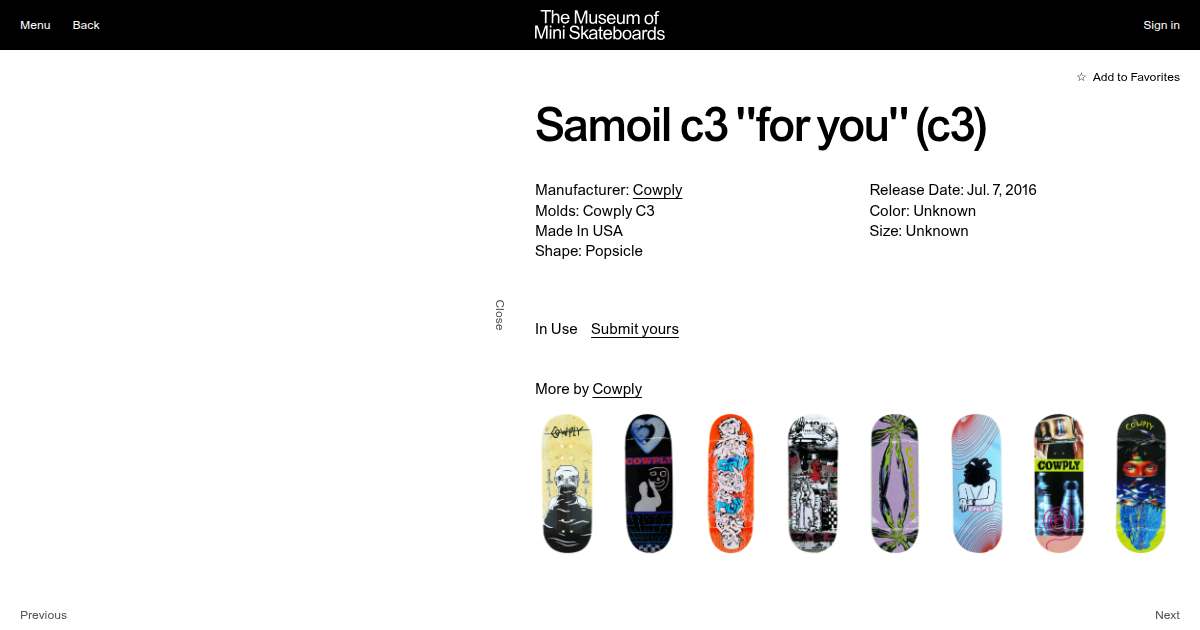 Menu
Back
The Museum of
Mini Skateboards
Sign in
☆ Add to Favorites
Samoil c3 "for you" (c3)
Manufacturer: Cowply
Molds: Cowply C3
Made In USA
Shape: Popsicle
Release Date: Jul. 7, 2016
Color: Unknown
Size: Unknown
Close
In Use
Submit yours
More by Cowply
COWPLY
COWPLY
COWPLY
COWPLY
Previous
Next